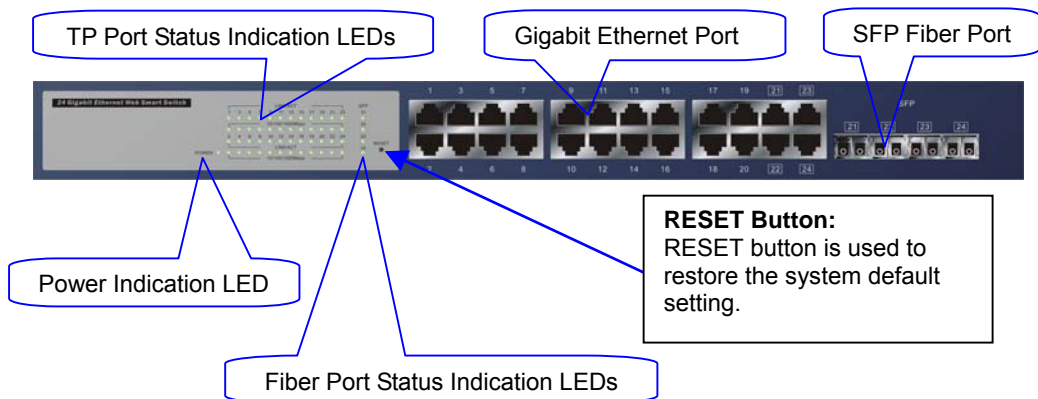 TP Port Status Indication LEDs
Gigabit Ethernet Port
SFP Fiber Port
24 Gigabit Ethernet Web Smart Switch
SFP
1 3 5 7 9 11 13 15 17 19 21 23
SFP
21 22 23 24
POWER
RESET
2 4 6 8 10 12 14 16 18 20 22 24
RESET Button:
RESET button is used to
restore the system default
setting.
Power Indication LED
Fiber Port Status Indication LEDs